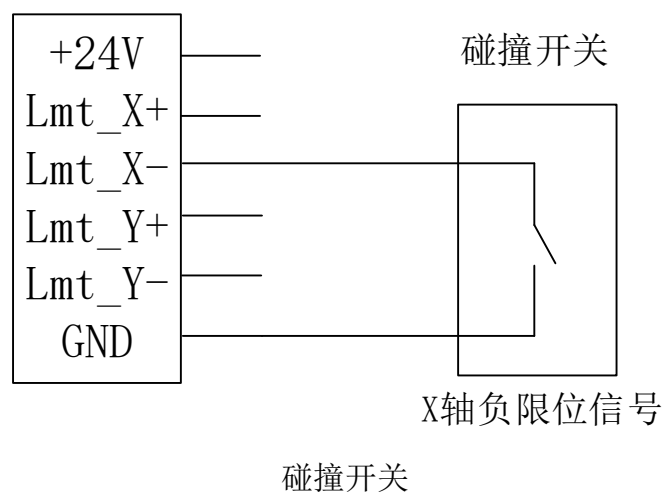 +24V
Lmt_X+
Lmt_X-
Lmt_Y+
Lmt_Y-
GND
碰撞开关
X轴负限位信号
碰撞开关